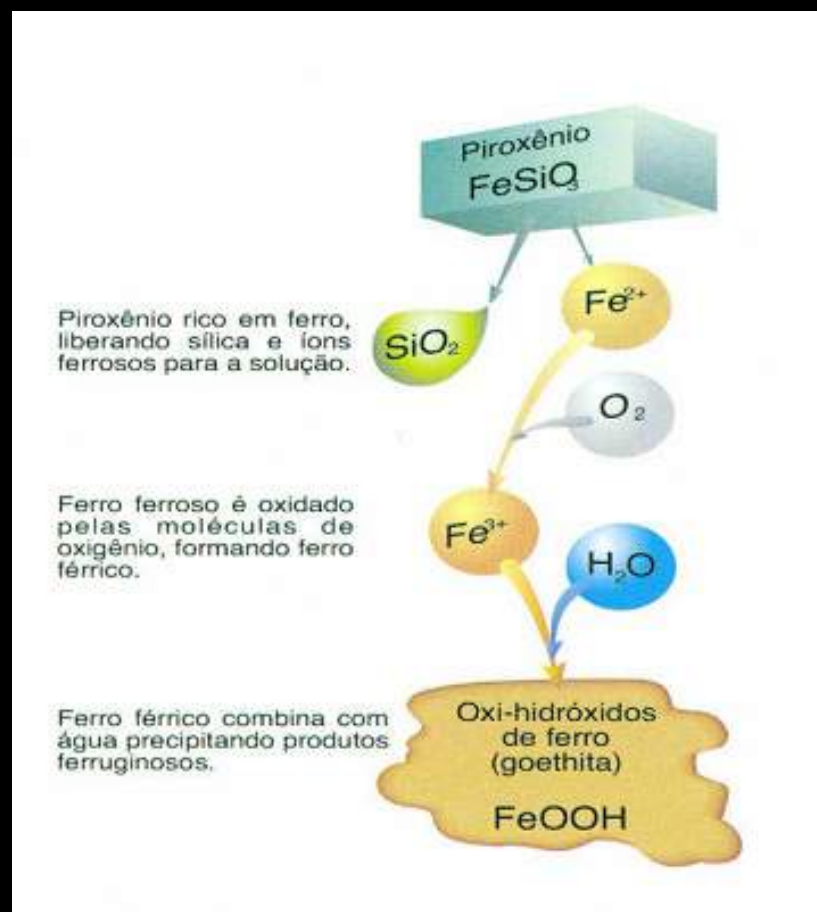 Piroxênio
FeSiO₃
Piroxênio rico em ferro,
liberando sílica e íons
ferrosos para a solução.
SiO₂
Fe²⁺
O₂
Ferro ferroso é oxidado
pelas moléculas de
oxigênio, formando ferro
férrico.
Fe³⁺
H₂O
Ferro férrico combina com
água precipitando produtos
ferruginosos.
Oxi-hidróxidos
de ferro
(goethita)
FeOOH